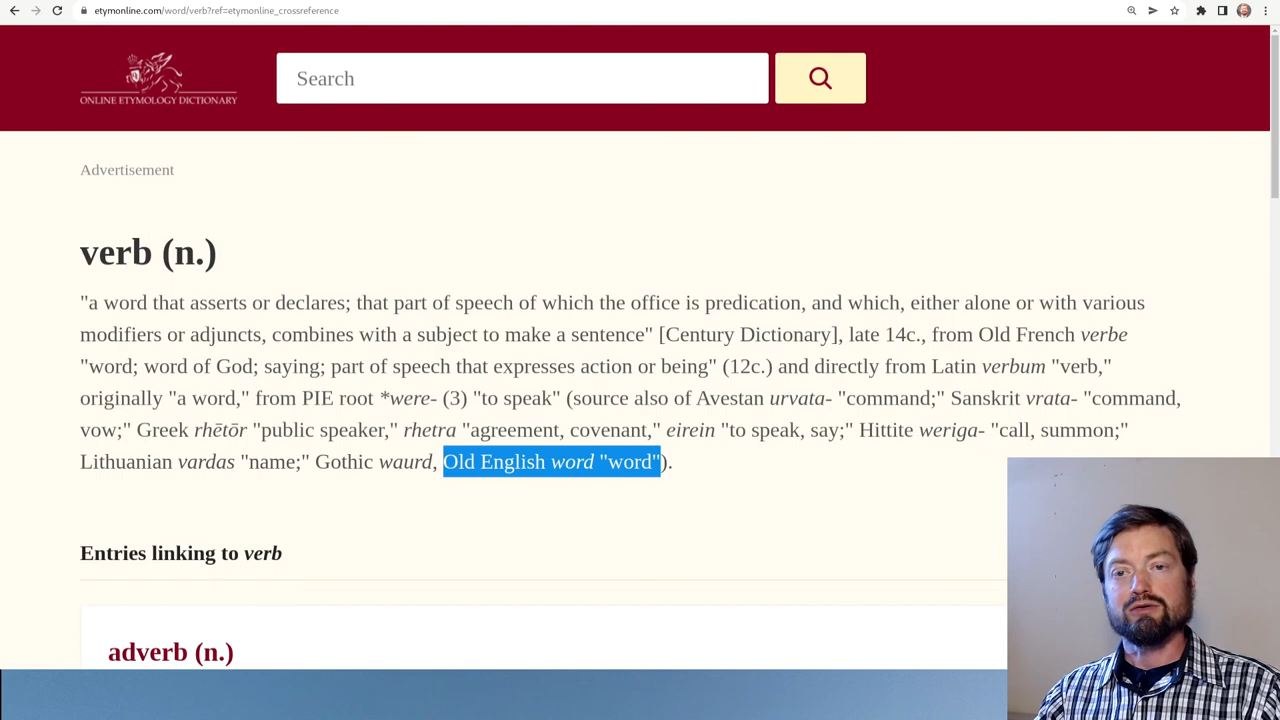 etymonline.com/word/verb?ref=etymonline_crossreference
ONLINE ETYMOLOGY DICTIONARY
Search
Advertisement
verb (n.)
"a word that asserts or declares; that part of speech of which the office is predication, and which, either alone or with various
modifiers or adjuncts, combines with a subject to make a sentence" [Century Dictionary], late 14c., from Old French verbe
"word; word of God; saying; part of speech that expresses action or being" (12c.) and directly from Latin verbum "verb,"
originally "a word," from PIE root *were- (3) "to speak" (source also of Avestan urvata- "command;" Sanskrit vrata- "command,
vow;" Greek rhētōr "public speaker," rhetra "agreement, covenant," eirein "to speak, say;" Hittite weriga- "call, summon;"
Lithuanian vardas "name;" Gothic waurd, Old English word "word").
Entries linking to verb
adverb (n.)